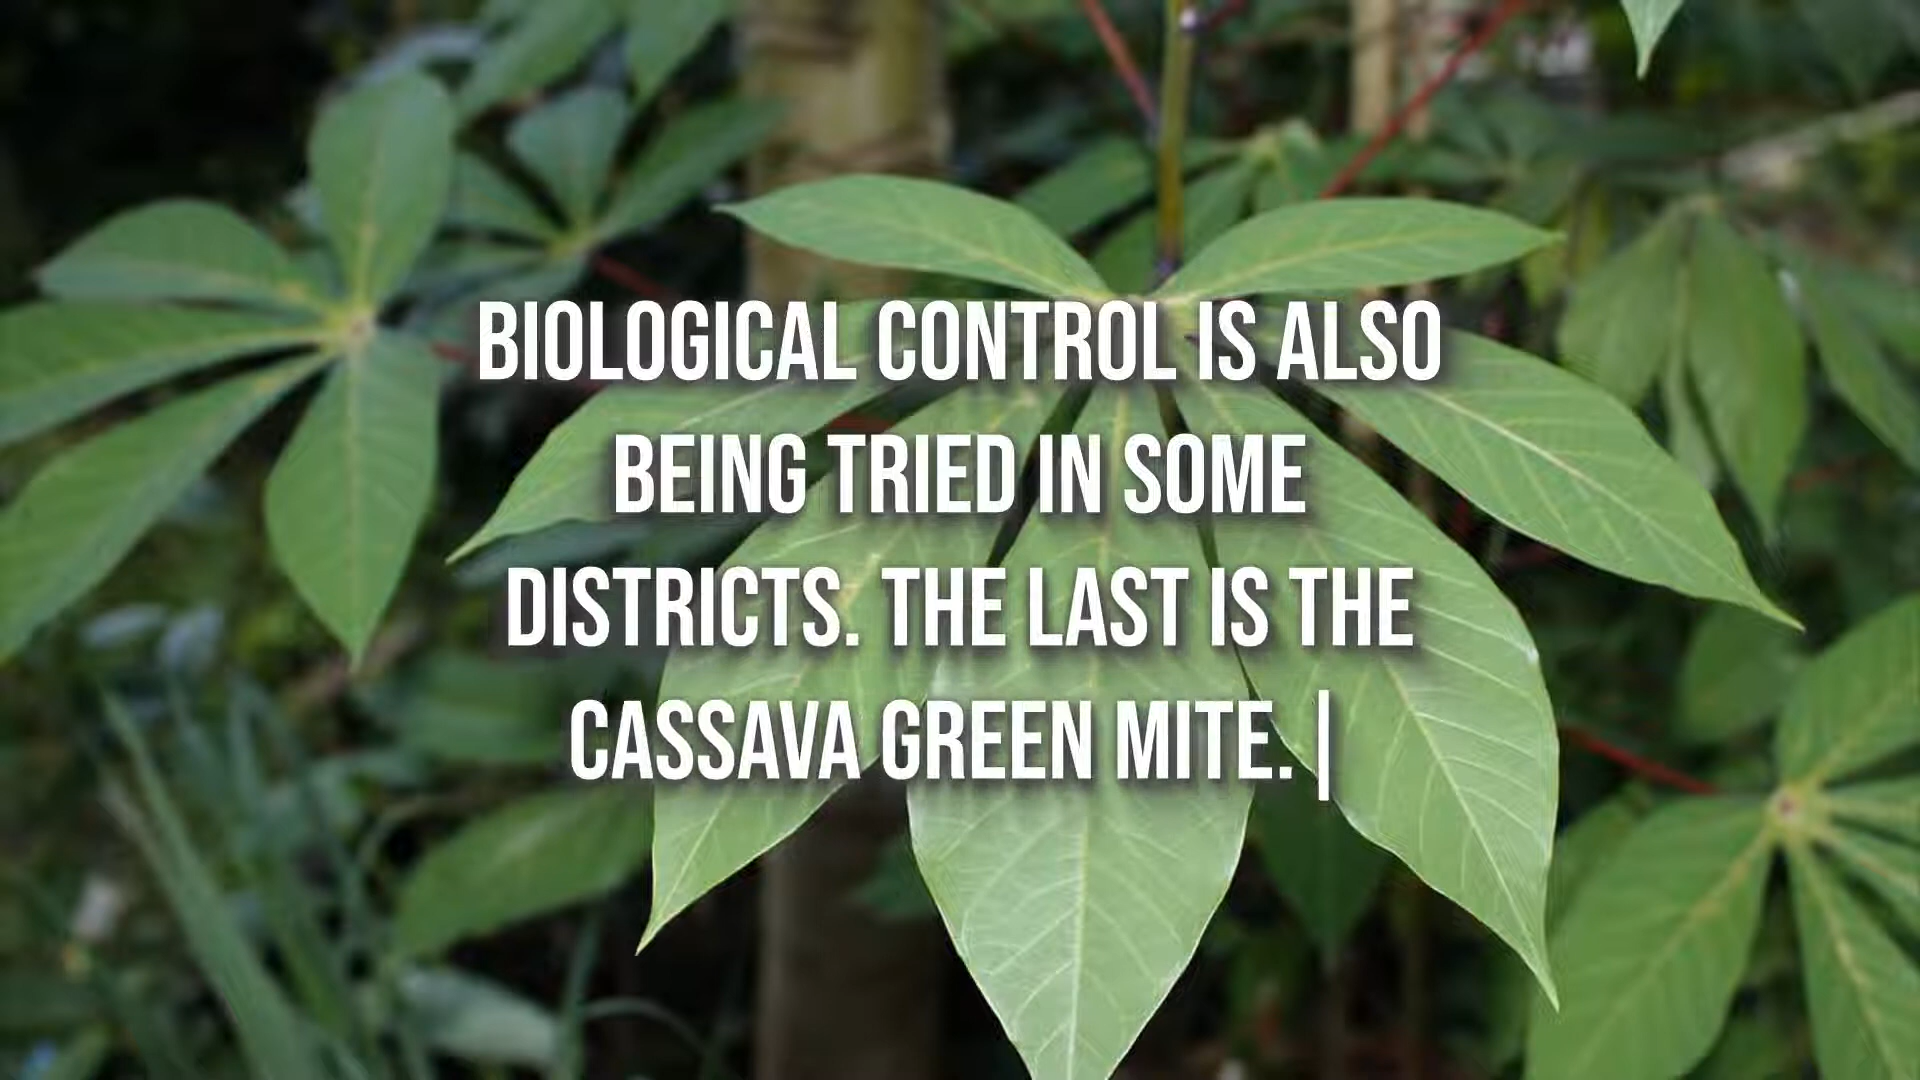 BIOLOGICAL CONTROL IS ALSO
BEING TRIED IN SOME
DISTRICTS. THE LAST IS THE
CASSAVA GREEN MITE.|